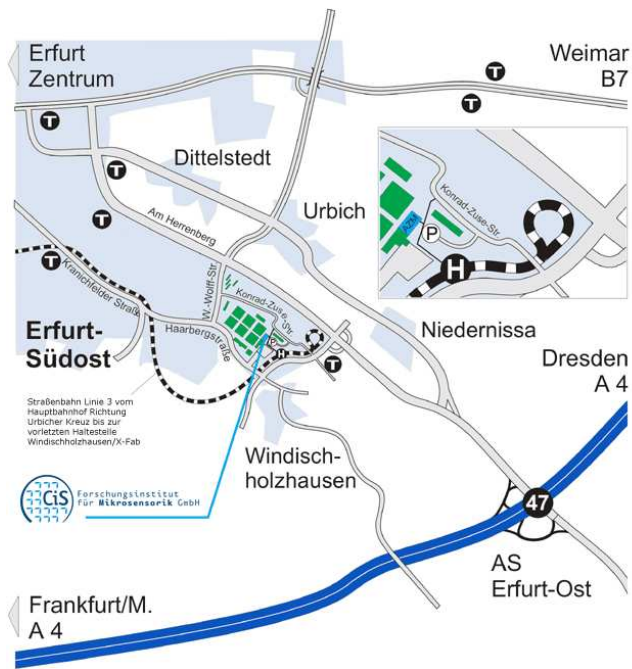 Erfurt
Zentrum
Weimar
B7
T
T
T
Dittelstedt
T
Konrad-Zuse-Str
AZM
P
Urbich
Am Herrenberg
T
H
T
Kranichfelder Straße
W.-Wolff-Str
Konrad-Zuse-Str
Erfurt-
Südost
Haarbergstraße
Niedernissa
P
H
T
Dresden
A 4
Straßenbahn Linie 3 vom
Hauptbahnhof Richtung
Urbicher Kreuz bis zur
vorletzten Haltestelle
Windischholzhausen/X-Fab
Windisch-
holzhausen
CiS
Forschungsinstitut
für Mikrosensorik GmbH
47
AS
Erfurt-Ost
Frankfurt/M.
A 4